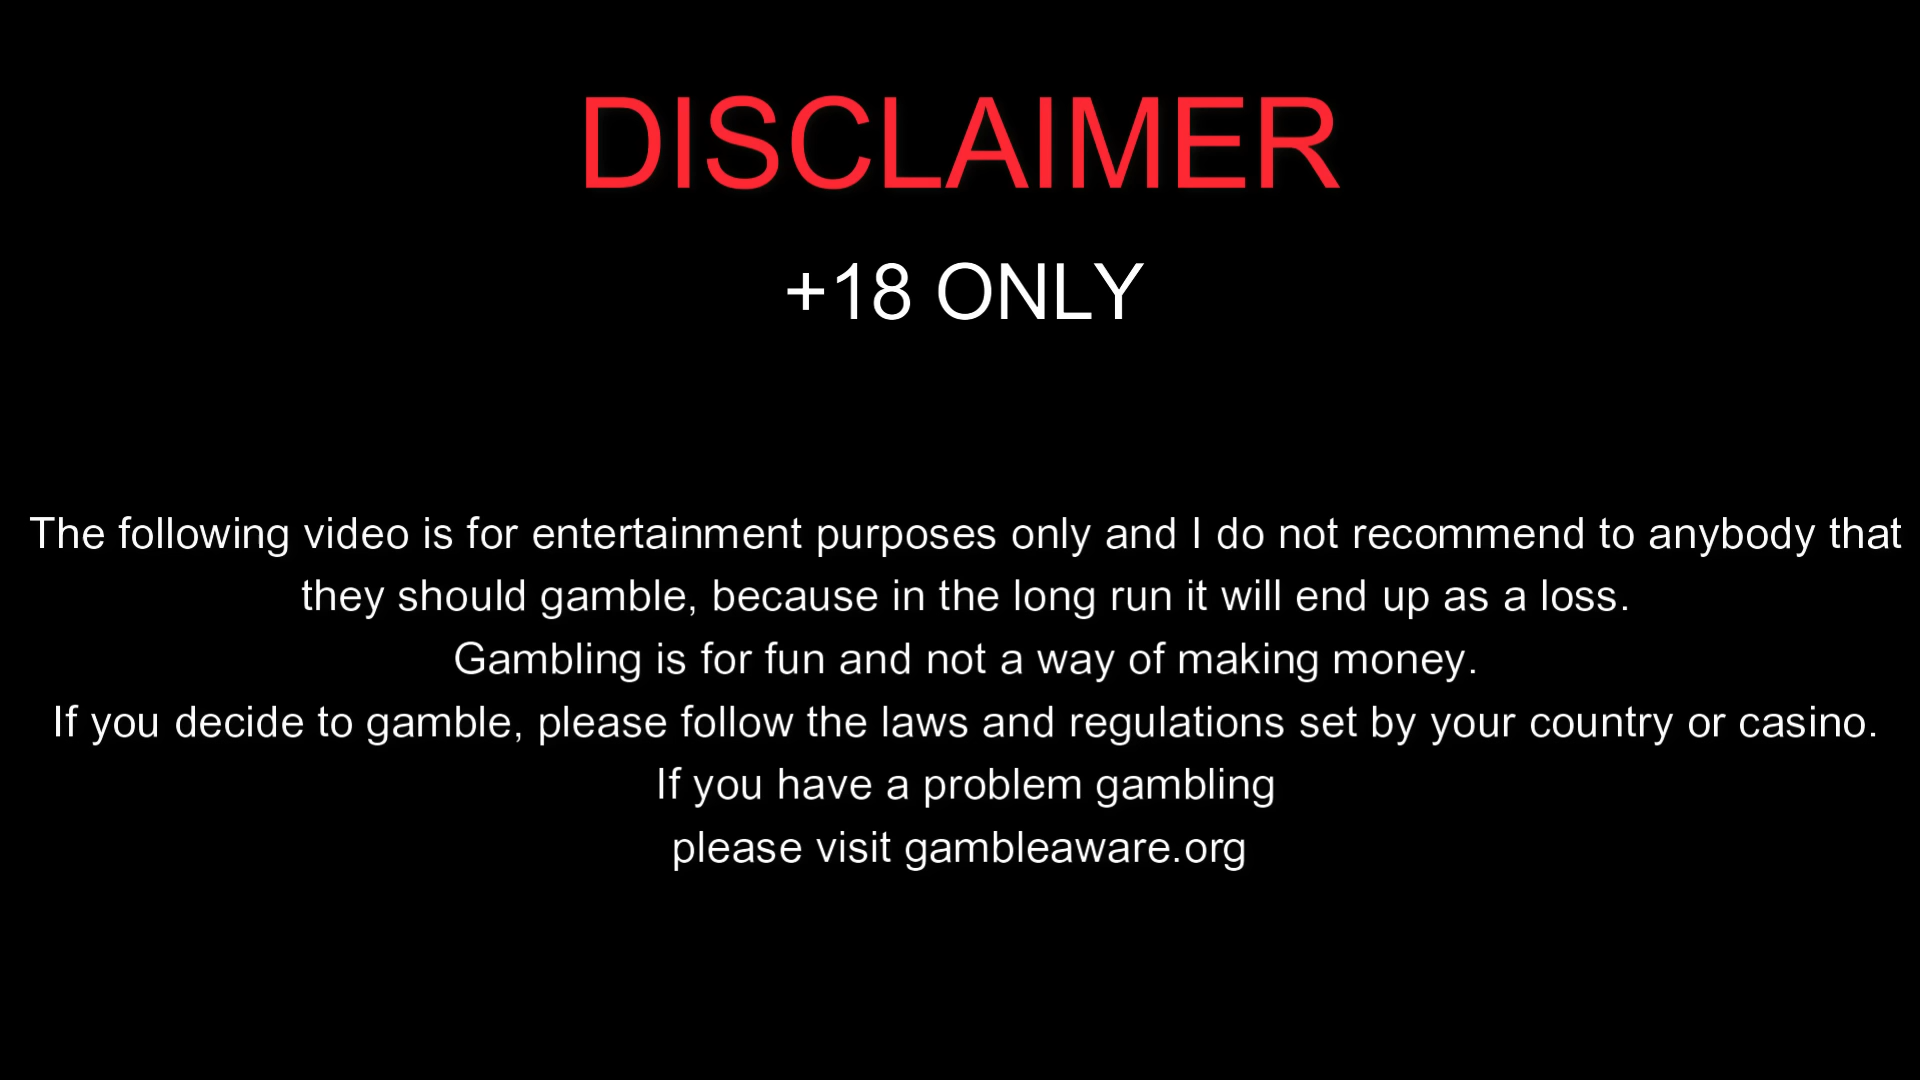 DISCLAIMER
+18 ONLY
The following video is for entertainment purposes only and I do not recommend to anybody that
they should gamble, because in the long run it will end up as a loss.
Gambling is for fun and not a way of making money.
If you decide to gamble, please follow the laws and regulations set by your country or casino.
If you have a problem gambling
please visit gambleaware.org